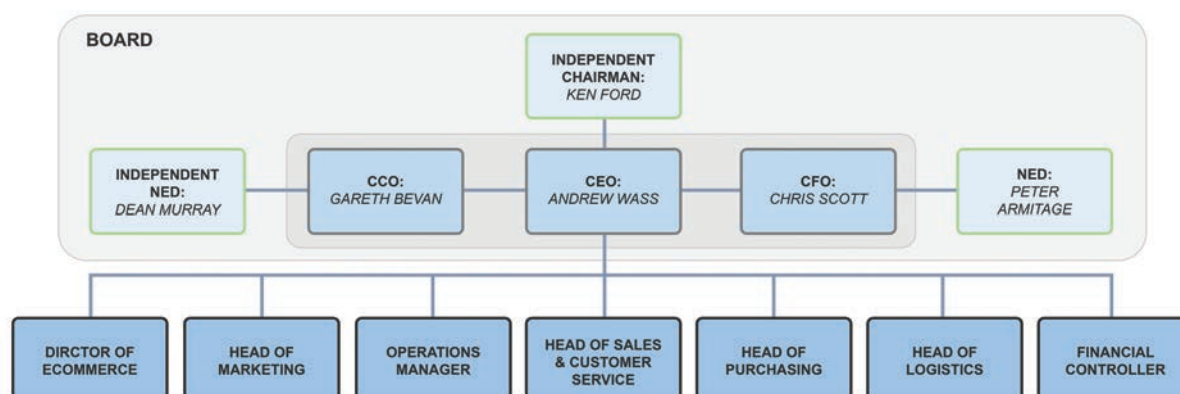 BOARD
INDEPENDENT
CHAIRMAN:
KEN FORD
INDEPENDENT
NED:
DEAN MURRAY
CCO:
GARETH BEVAN
CEO:
ANDREW WASS
CFO:
CHRIS SCOTT
NED:
PETER
ARMITAGE
DIRCTOR OF
ECOMMERCE
HEAD OF
MARKETING
OPERATIONS
MANAGER
HEAD OF SALES
& CUSTOMER
SERVICE
HEAD OF
PURCHASING
HEAD OF
LOGISTICS
FINANCIAL
CONTROLLER